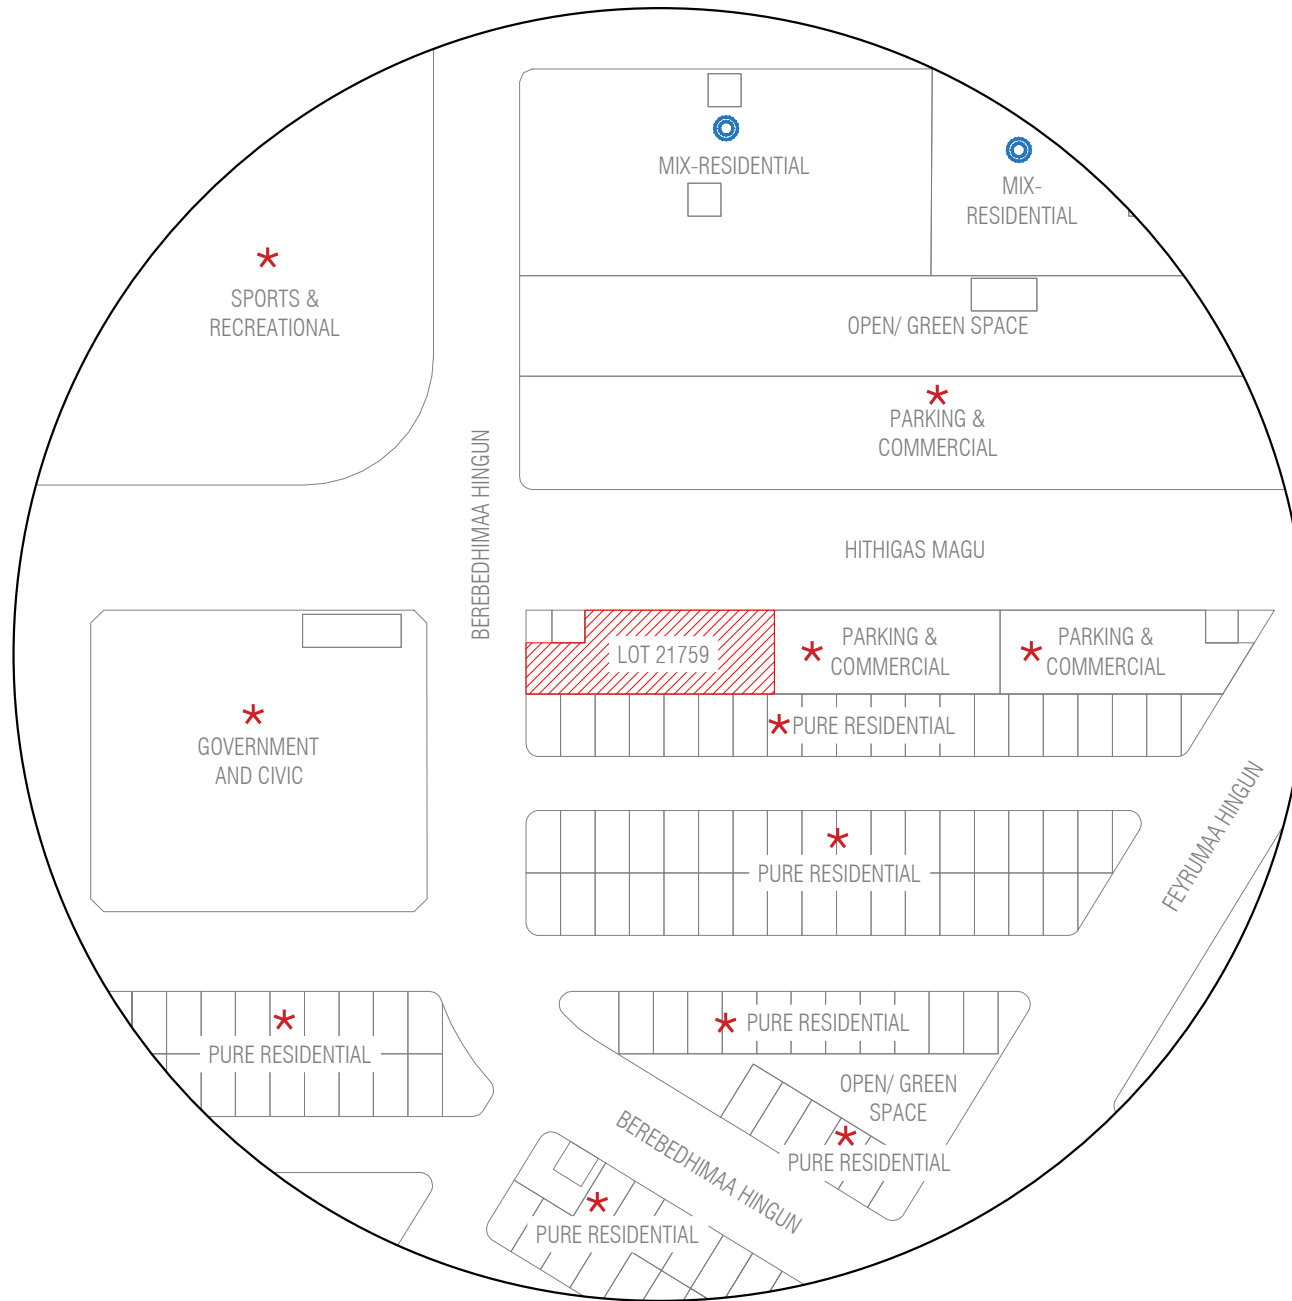 MIX-RESIDENTIAL
MIX-
RESIDENTIAL
SPORTS &
RECREATIONAL
OPEN/ GREEN SPACE
PARKING &
COMMERCIAL
BEREBEDHIMAA HINGUN
HITHIGAS MAGU
LOT 21759
PARKING &
COMMERCIAL
PARKING &
COMMERCIAL
PURE RESIDENTIAL
GOVERNMENT
AND CIVIC
PURE RESIDENTIAL
FEYRUMAA HINGUN
PURE RESIDENTIAL
PURE RESIDENTIAL
OPEN/ GREEN
SPACE
BEREBEDHIMAA HINGUN
PURE RESIDENTIAL
PURE RESIDENTIAL